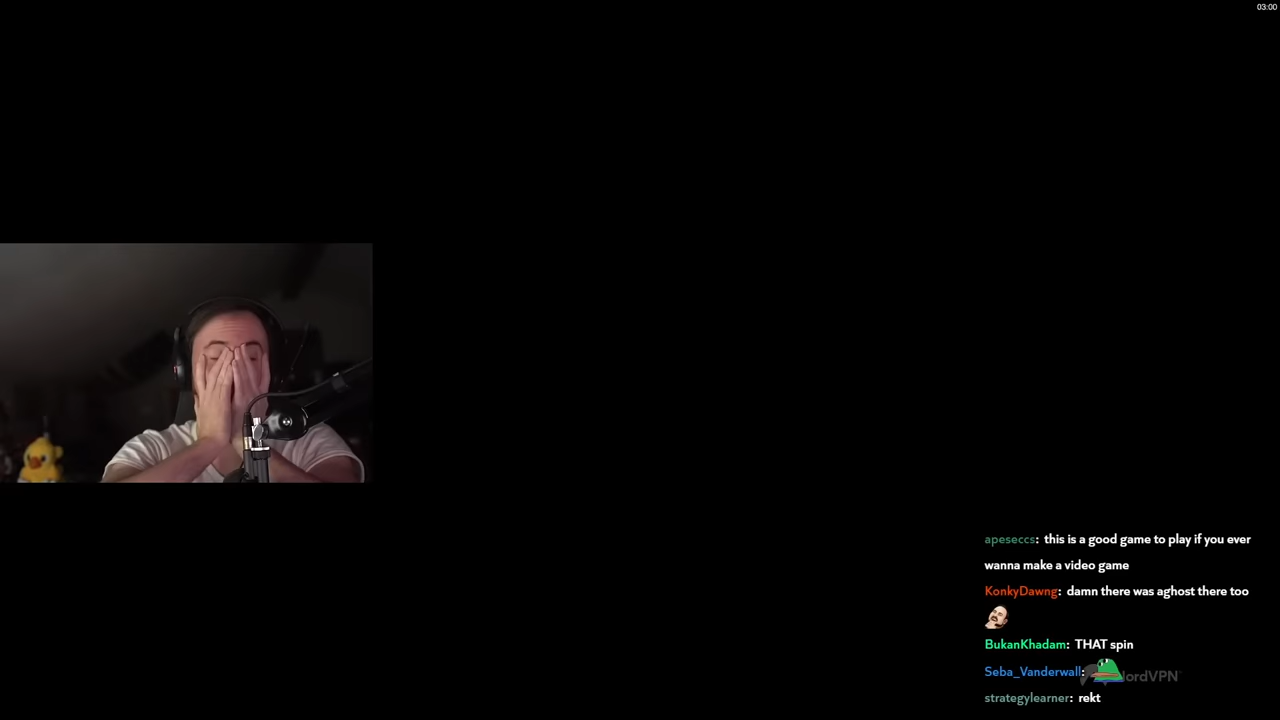 03:00
apeseccs: this is a good game to play if you ever
wanna make a video game
KonkyDawng: damn there was aghost there too
BukanKhadam: THAT spin
Seba_Vanderwall:
ordVPN
strategylearner: rekt